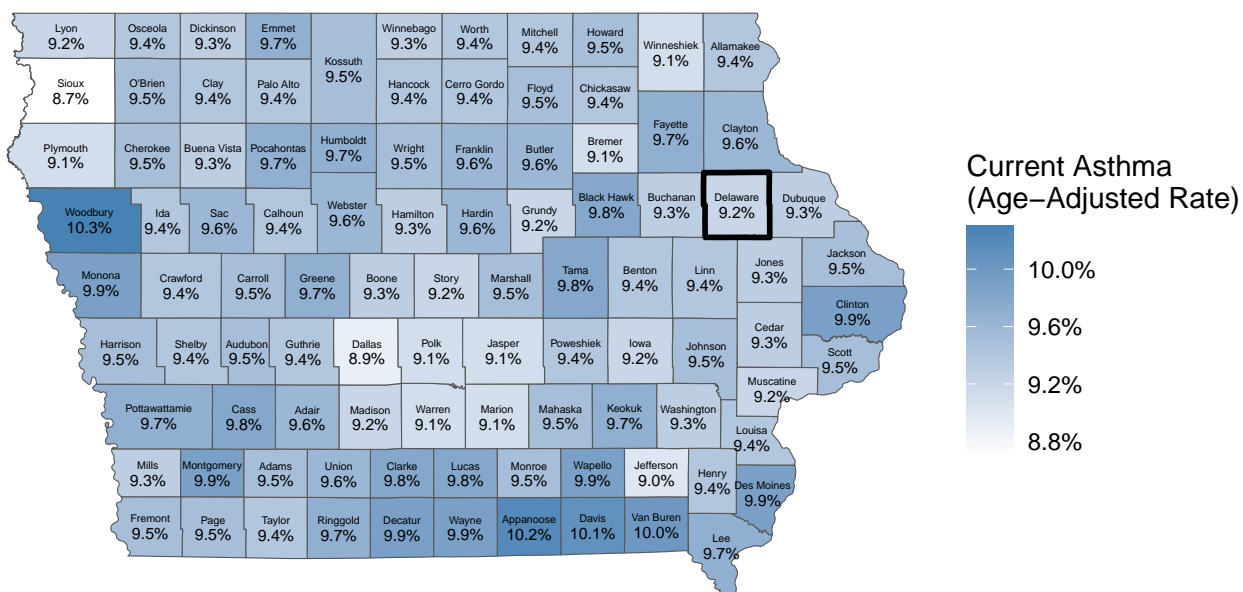 Lyon
9.2%
Osceola
9.4%
Dickinson
9.3%
Emmet
9.7%
Kossuth
9.5%
Winnebago
9.3%
Worth
9.4%
Mitchell
9.4%
Howard
9.5%
Winneshiek
9.1%
Allamakee
9.4%
Sioux
8.7%
O'Brien
9.5%
Clay
9.4%
Palo Alto
9.4%
Hancock
9.4%
Cerro Gordo
9.4%
Floyd
9.5%
Chickasaw
9.4%
Fayette
9.7%
Clayton
9.6%
Plymouth
9.1%
Cherokee
9.5%
Buena Vista
9.3%
Pocahontas
9.7%
Humboldt
9.7%
Wright
9.5%
Franklin
9.6%
Butler
9.6%
Bremer
9.1%
Woodbury
10.3%
Ida
9.4%
Sac
9.6%
Calhoun
9.4%
Webster
9.6%
Hamilton
9.3%
Hardin
9.6%
Grundy
9.2%
Black Hawk
9.8%
Buchanan
9.3%
Delaware
9.2%
Dubuque
9.3%
Monona
9.9%
Crawford
9.4%
Carroll
9.5%
Greene
9.7%
Boone
9.3%
Story
9.2%
Marshall
9.5%
Tama
9.8%
Benton
9.4%
Linn
9.4%
Jones
9.3%
Jackson
9.5%
Clinton
9.9%
Harrison
9.5%
Shelby
9.4%
Audubon
9.5%
Guthrie
9.4%
Dallas
8.9%
Polk
9.1%
Jasper
9.1%
Poweshiek
9.4%
Iowa
9.2%
Johnson
9.5%
Cedar
9.3%
Scott
9.5%
Muscatine
9.2%
Pottawattamie
9.7%
Cass
9.8%
Adair
9.6%
Madison
9.2%
Warren
9.1%
Marion
9.1%
Mahaska
9.5%
Keokuk
9.7%
Washington
9.3%
Louisa
9.4%
Mills
9.3%
Montgomery
9.9%
Adams
9.5%
Union
9.6%
Clarke
9.8%
Lucas
9.8%
Monroe
9.5%
Wapello
9.9%
Jefferson
9.0%
Henry
9.4%
Des Moines
9.9%
Fremont
9.5%
Page
9.5%
Taylor
9.4%
Ringgold
9.7%
Decatur
9.9%
Wayne
9.9%
Appanoose
10.2%
Davis
10.1%
Van Buren
10.0%
Lee
9.7%
Current Asthma
(Age−Adjusted Rate)
10.0%
9.6%
9.2%
8.8%